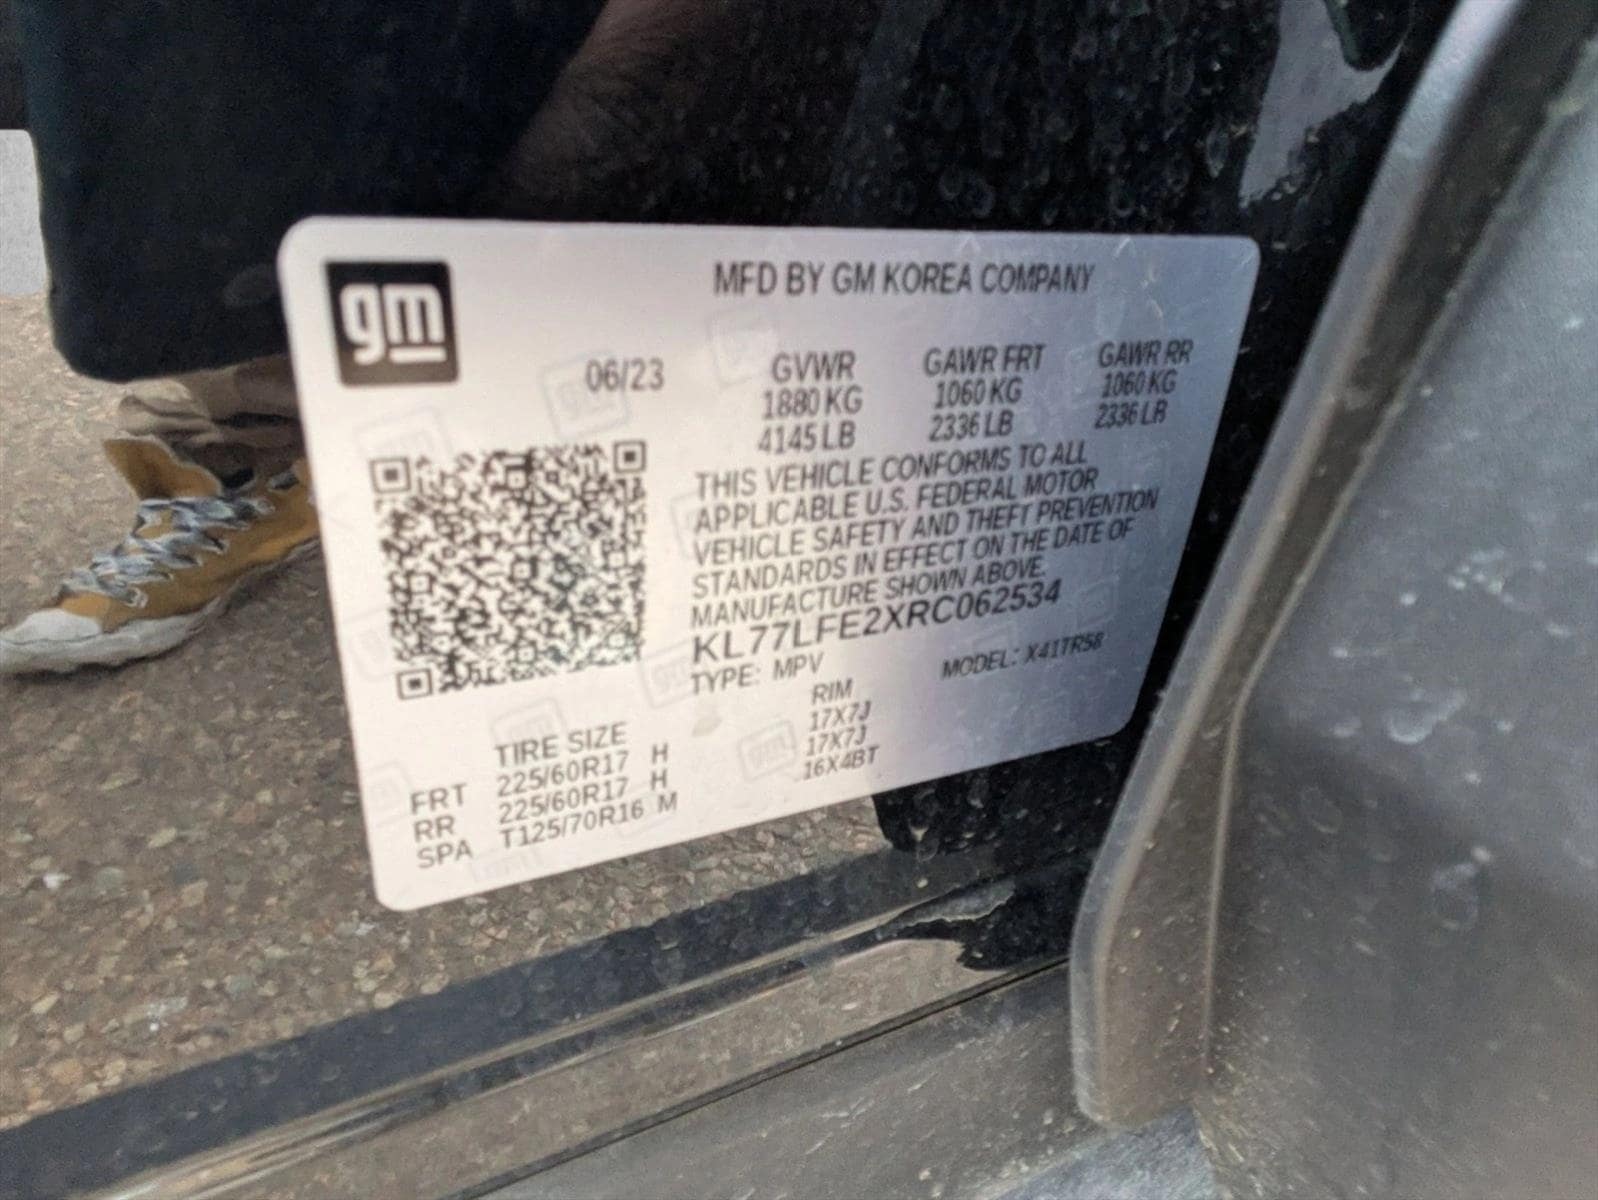 gm
MFD BY GM KOREA COMPANY
06/23 GVWR GAWR FRT GAWR RR
1880 KG 1060 KG 1060 KG
4145 LB 2336 LB 2336 LB
THIS VEHICLE CONFORMS TO ALL
APPLICABLE U.S. FEDERAL MOTOR
VEHICLE SAFETY AND THEFT PREVENTION
STANDARDS IN EFFECT ON THE DATE OF
MANUFACTURE SHOWN ABOVE.
KL77LFE2XRC062534
TYPE: MPV MODEL: X41TR58
TIRE SIZE RIM
FRT 225/60R17 H 17X7J
RR 225/60R17 H 17X7J
SPA T125/70R16 M 16X4BT